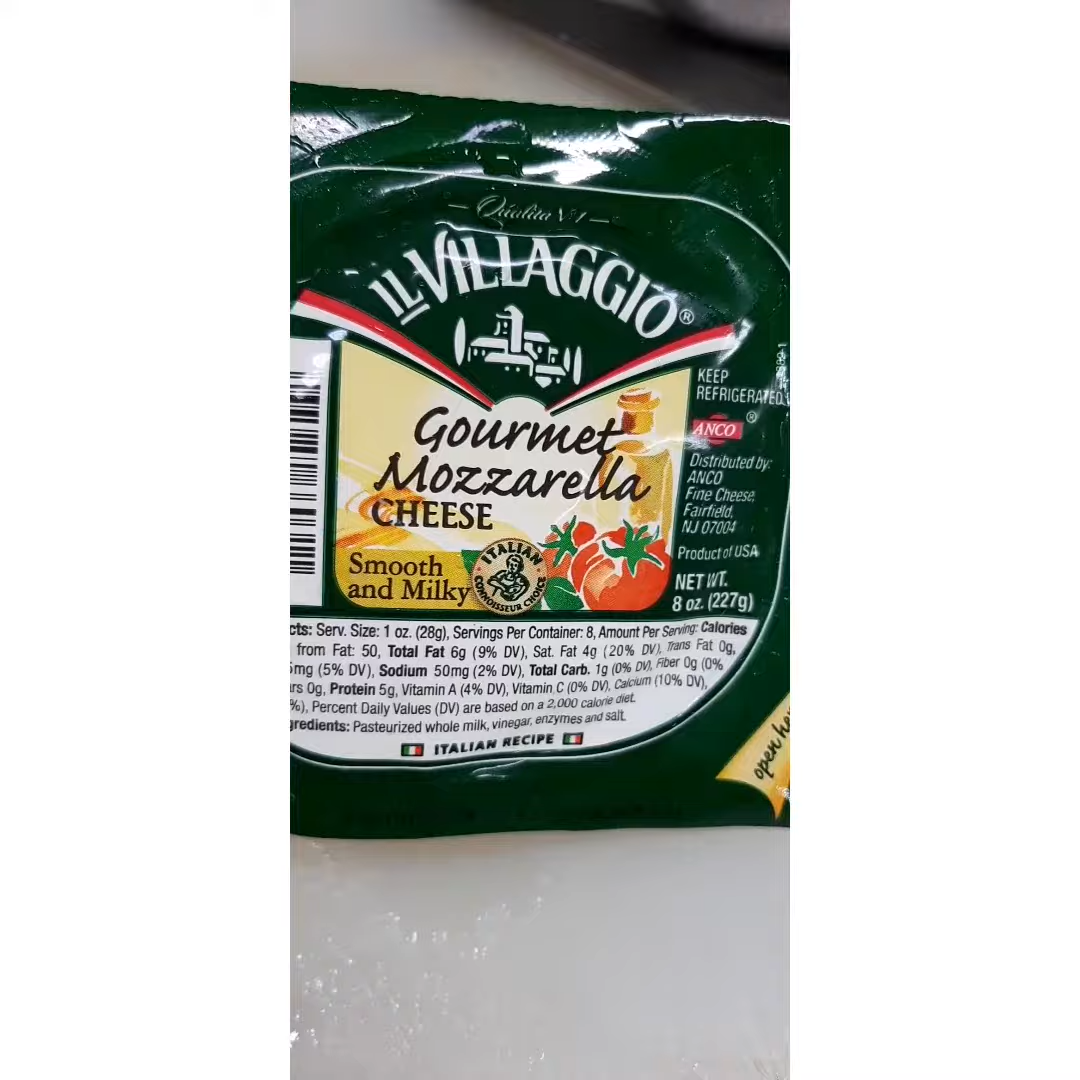 Qualita Nº1
IL VILLAGGIO®
KEEP
REFRIGERATED
ANCO®
Gourmet
Mozzarella
CHEESE
Smooth
and Milky
ITALIAN
CONNOISSEUR CHOICE
Distributed by:
ANCO
Fine Cheese,
Fairfield,
NJ 07004
Product of USA
NET WT.
8 oz. (227g)
cts: Serv. Size: 1 oz. (28g), Servings Per Container: 8, Amount Per Serving: Calories
from Fat: 50, Total Fat 6g (9% DV), Sat. Fat 4g (20% DV), Trans Fat 0g,
5mg (5% DV), Sodium 50mg (2% DV), Total Carb. 1g (0% DV), Fiber 0g (0%
rs 0g, Protein 5g, Vitamin A (4% DV), Vitamin C (0% DV), Calcium (10% DV),
%), Percent Daily Values (DV) are based on a 2,000 calorie diet.
gredients: Pasteurized whole milk, vinegar, enzymes and salt.
ITALIAN RECIPE
open he